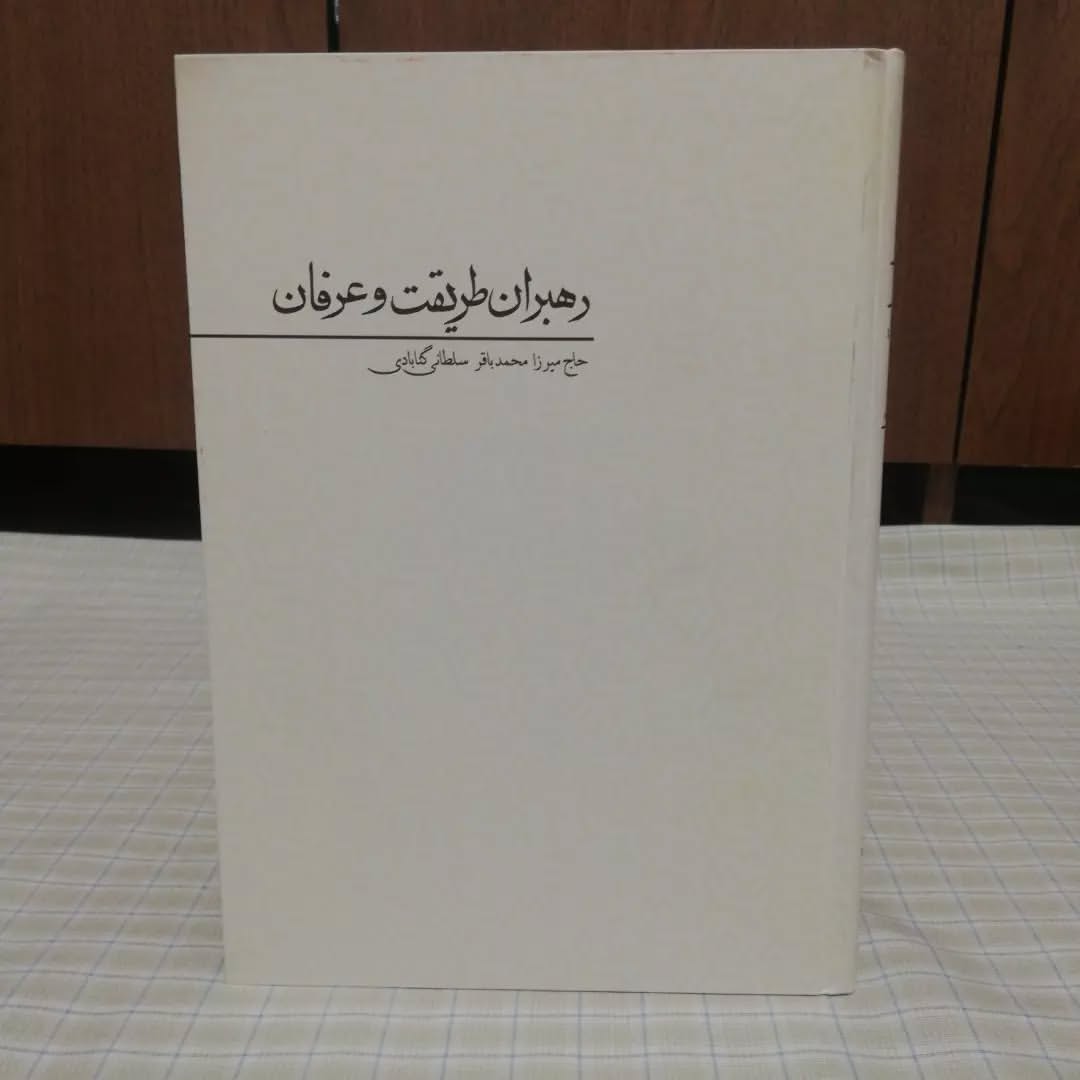 رهبران طریقت و عرفان
حاج میرزا محمدباقر سلطانی گنابادی